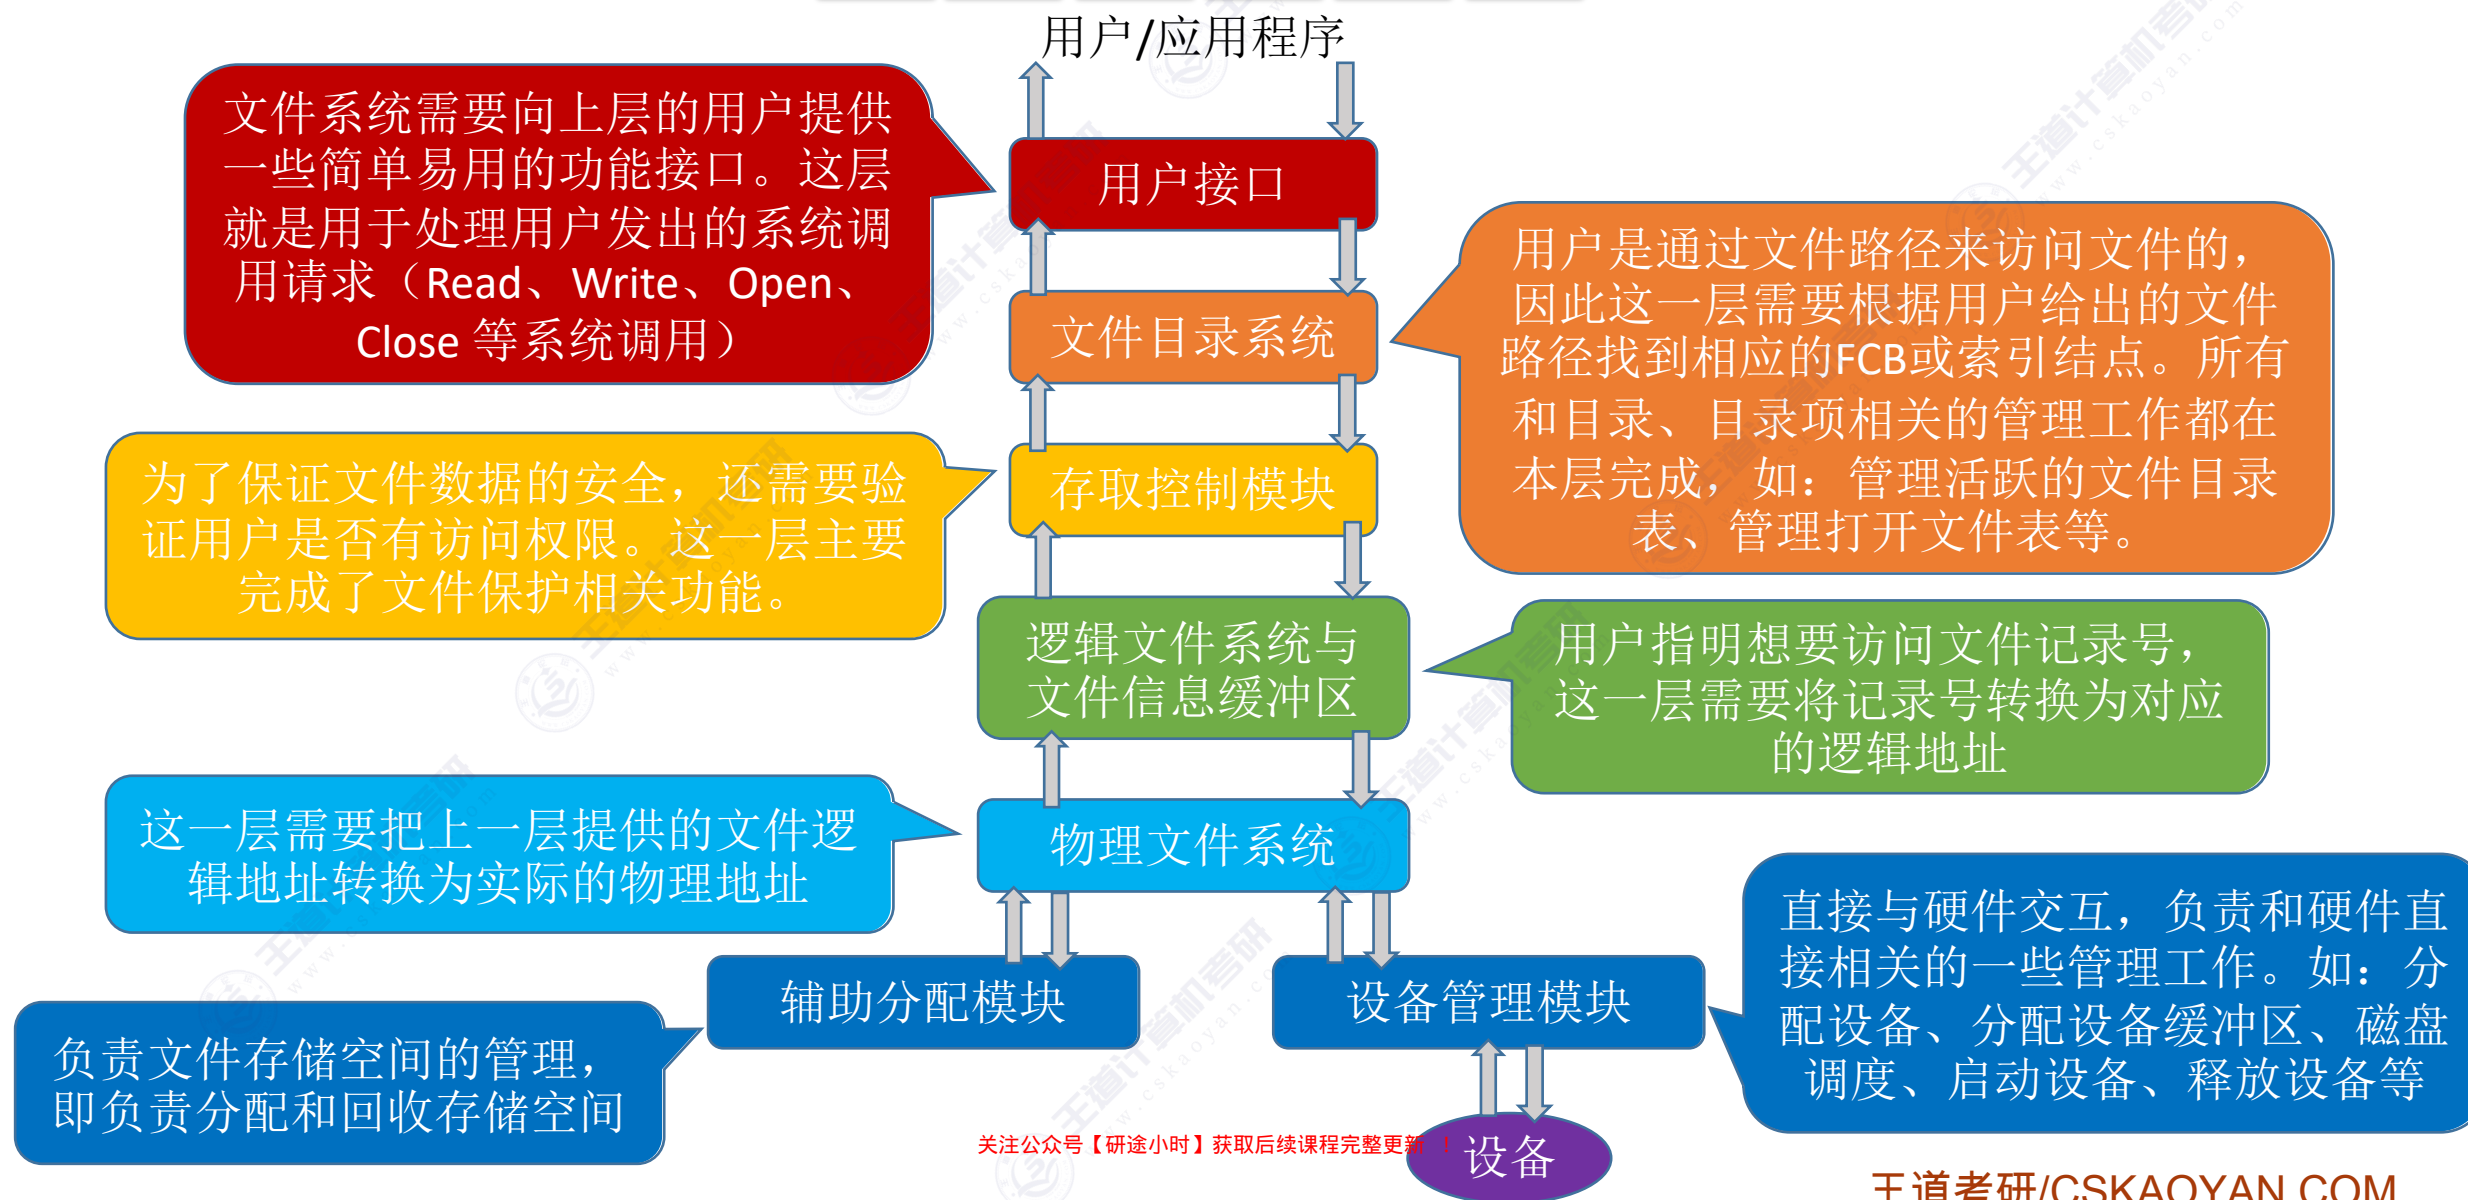 用户/应用程序
文件系统需要向上层的用户提供
一些简单易用的功能接口。这层
就是用于处理用户发出的系统调
用请求（Read、Write、Open、
Close 等系统调用）
用户接口
文件目录系统
用户是通过文件路径来访问文件的，
因此这一层需要根据用户给出的文件
路径找到相应的FCB或索引结点。所有
和目录、目录项相关的管理工作都在
本层完成，如：管理活跃的文件目录
表、管理打开文件表等。
为了保证文件数据的安全，还需要验
证用户是否有访问权限。这一层主要
完成了文件保护相关功能。
存取控制模块
逻辑文件系统与
文件信息缓冲区
用户指明想要访问文件记录号，
这一层需要将记录号转换为对应
的逻辑地址
这一层需要把上一层提供的文件逻
辑地址转换为实际的物理地址
物理文件系统
辅助分配模块
设备管理模块
直接与硬件交互，负责和硬件直
接相关的一些管理工作。如：分
配设备、分配设备缓冲区、磁盘
调度、启动设备、释放设备等
负责文件存储空间的管理，
即负责分配和回收存储空间
关注公众号【研途小时】获取后续课程完整更新 ！
设备
王道考研/CSKAOYAN.COM
王道计算机考研
www.cskaoyan.com